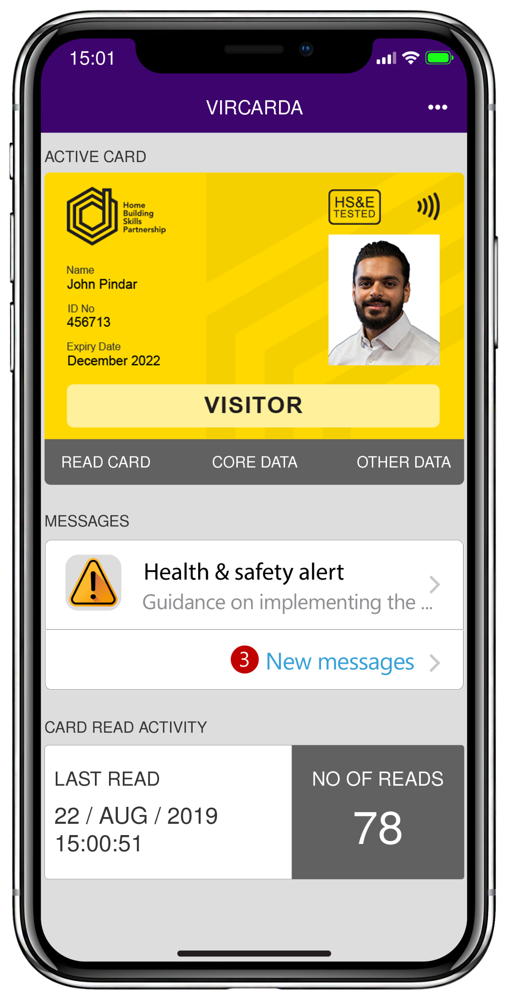 15:01
VIRCARDA
ACTIVE CARD
Home
Building
Skills
Partnership
HS&E
TESTED
Name
John Pindar
ID No
456713
Expiry Date
December 2022
VISITOR
READ CARD CORE DATA OTHER DATA
MESSAGES
Health & safety alert
Guidance on implementing the ...
3 New messages
CARD READ ACTIVITY
LAST READ
22 / AUG / 2019
15:00:51
NO OF READS
78